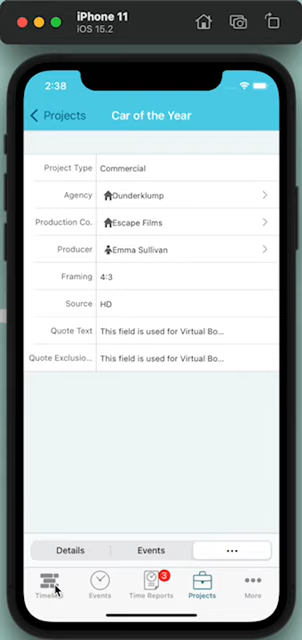 iPhone 11
iOS 15.2
2:38
Projects
Car of the Year
Project Type Commercial
Agency Dunderklump
Production Co. Escape Films
Producer Emma Sullivan
Framing 4:3
Source HD
Quote Text This field is used for Virtual Bo...
Quote Exclusio... This field is used for Virtual Bo...
Details Events ...
3
Events Time Reports Projects More